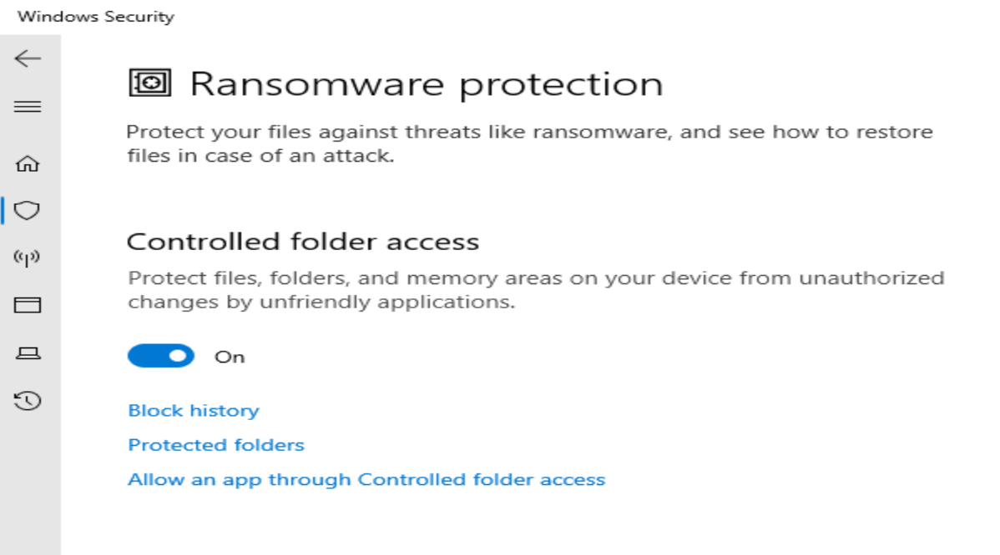 Windows Security
Ransomware protection
Protect your files against threats like ransomware, and see how to restore
files in case of an attack.
Controlled folder access
Protect files, folders, and memory areas on your device from unauthorized
changes by unfriendly applications.
On
Block history
Protected folders
Allow an app through Controlled folder access